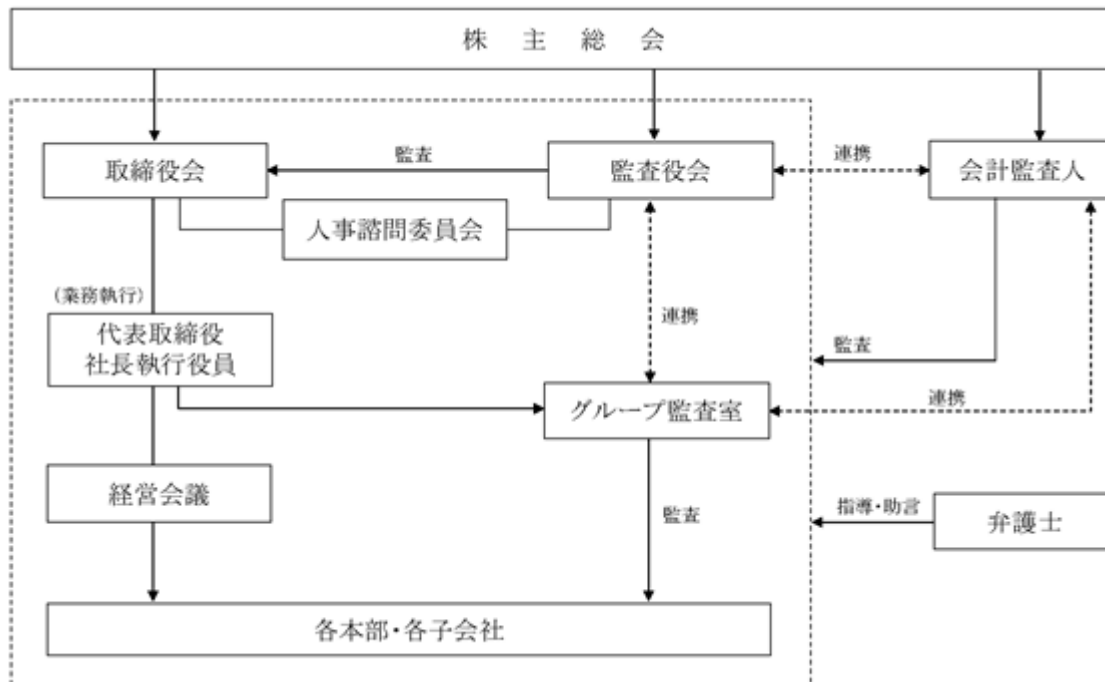 株主総会
取締役会
監査
監査役会
連携
会計監査人
人事諮問委員会
(業務執行)
代表取締役
社長執行役員
連携
監査
グループ監査室
連携
経営会議
監査
指導・助言
弁護士
各本部・各子会社